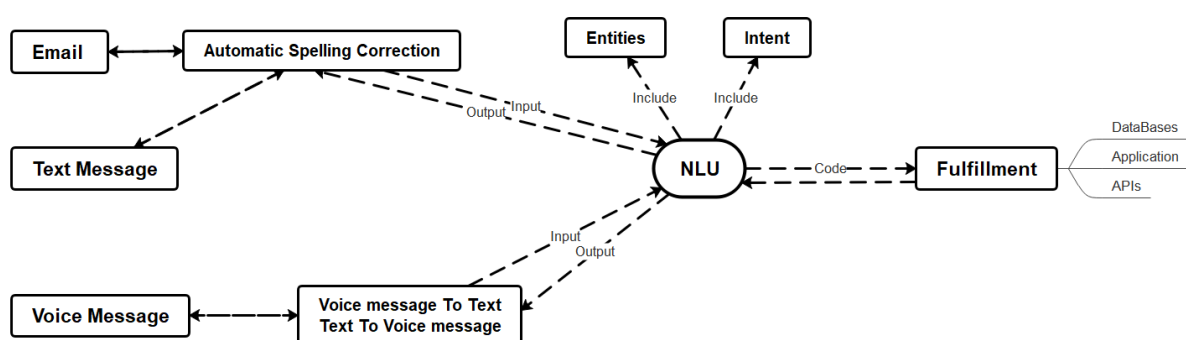 Email
Automatic Spelling Correction
Entities
Intent
Include
Include
Input
Output
Text Message
NLU
Code
Fulfillment
DataBases
Application
APIs
Input
Output
Voice Message
Voice message To Text
Text To Voice message